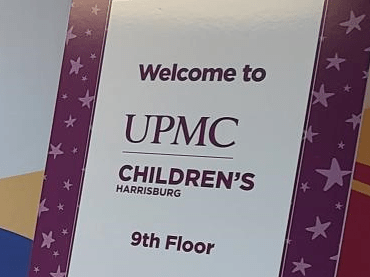 Welcome to
UPMC
CHILDREN'S
HARRISBURG
9th Floor